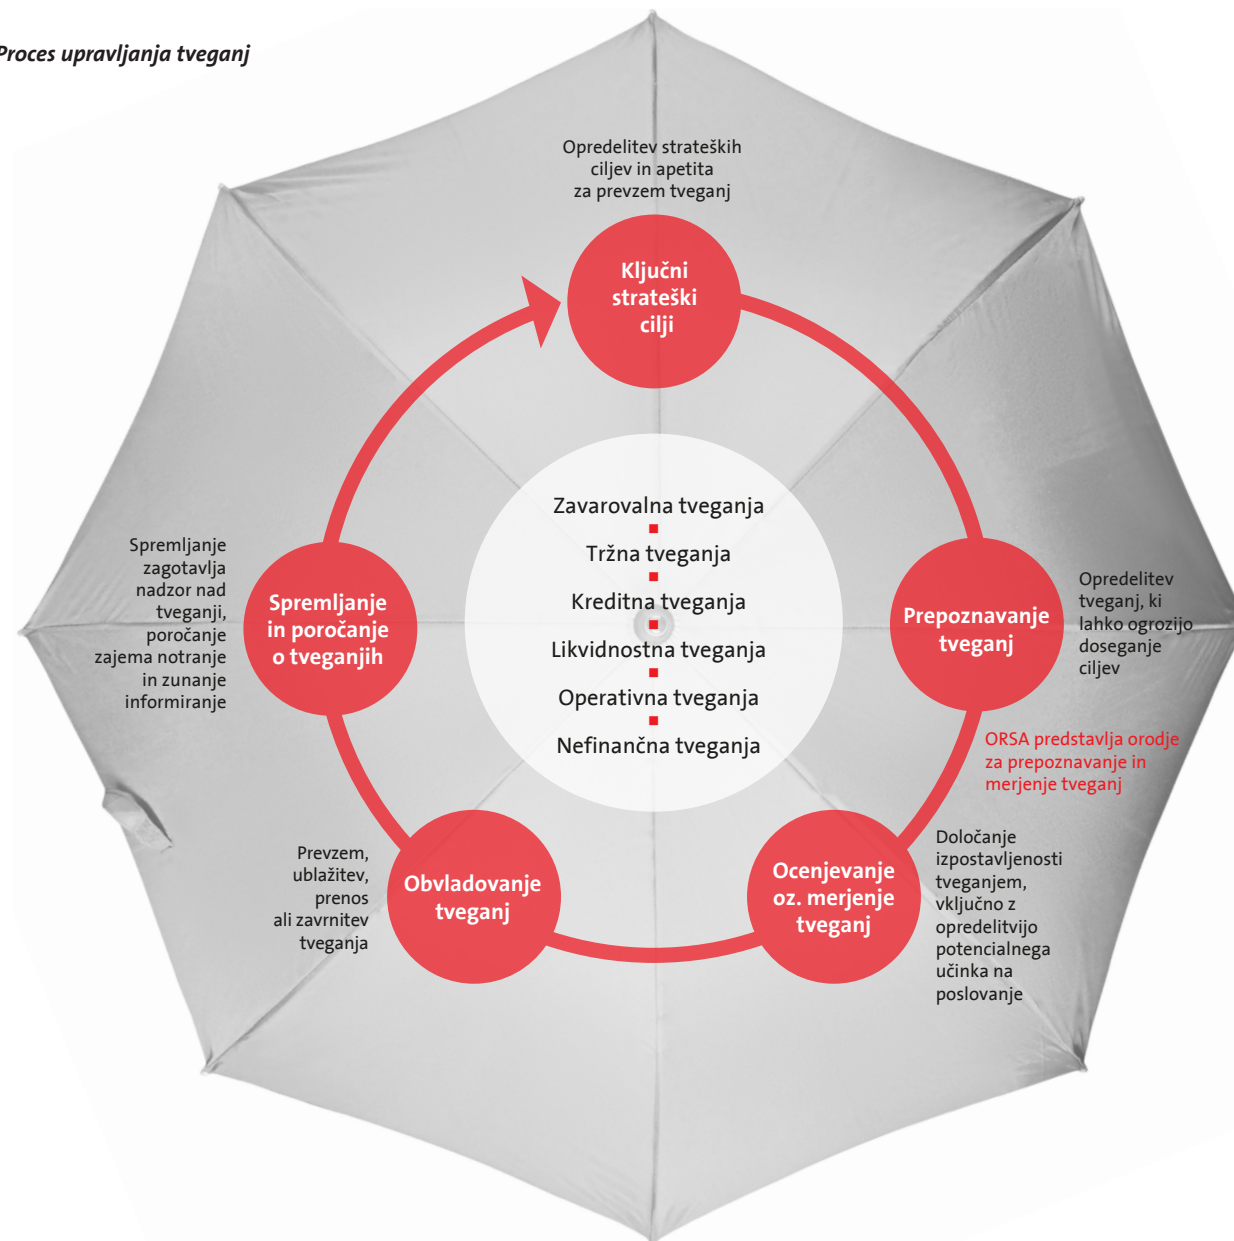 Proces upravljanja tveganj
Opredelitev strateških
ciljev in apetita
za prevzem tveganj
Ključni
strateški
cilji
Prepoznavanje
tveganj
Opredelitev
tveganj, ki
lahko ogrozijo
doseganje
ciljev
ORSA predstavlja orodje
za prepoznavanje in
merjenje tveganj
Ocenjevanje
oz. merjenje
tveganj
Določanje
izpostavljenosti
tveganjem,
vključno z
opredelitvijo
potencialnega
učinka na
poslovanje
Obvladovanje
tveganj
Prevzem,
ublažitev,
prenos
ali zavrnitev
tveganja
Spremljanje
in poročanje
o tveganjih
Spremljanje
zagotavlja
nadzor nad
tveganji,
poročanje
zajema notranje
in zunanje
informiranje
Zavarovalna tveganja
Tržna tveganja
Kreditna tveganja
Likvidnostna tveganja
Operativna tveganja
Nefinančna tveganja